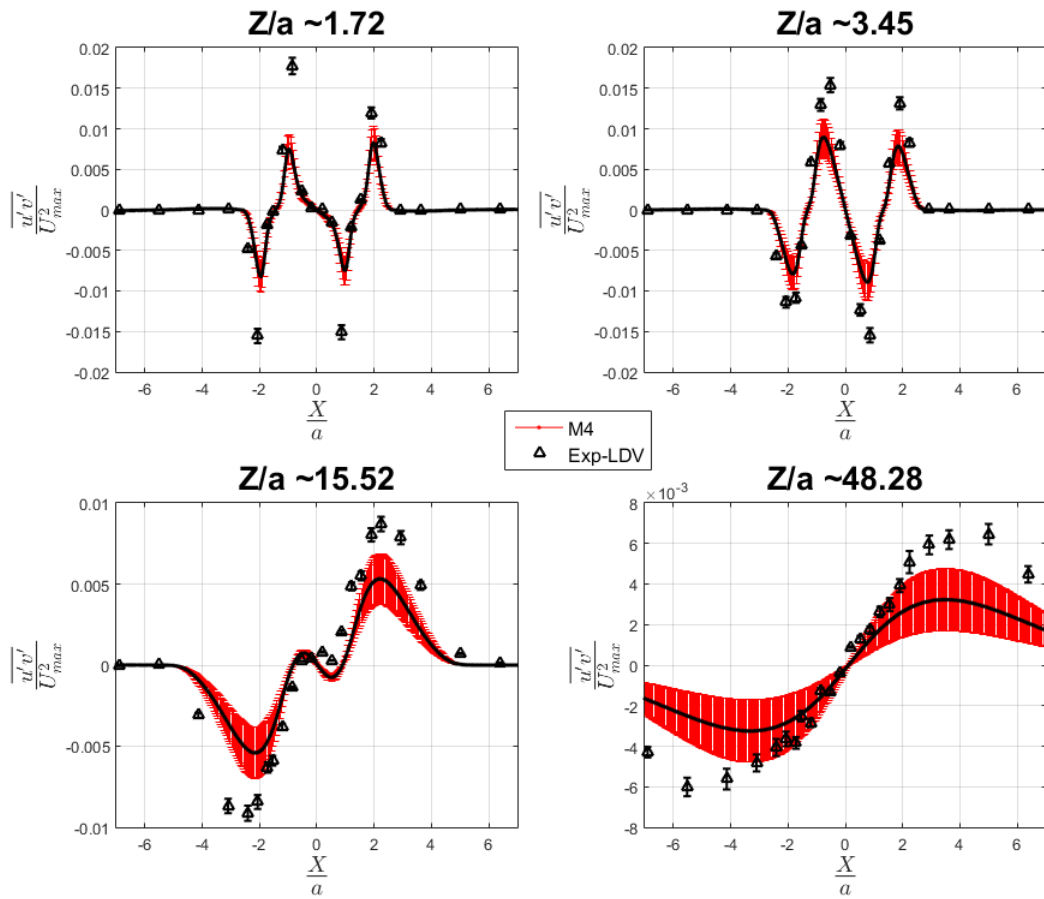 Z/a ~1.72
0.02
0.015
0.01
0.005
0
-0.005
-0.01
-0.015
-0.02
-6 -4 -2 0 2 4 6
u'v'
U²max
X
a
Z/a ~3.45
0.02
0.015
0.01
0.005
0
-0.005
-0.01
-0.015
-0.02
-6 -4 -2 0 2 4 6
u'v'
U²max
X
a
M4
Exp-LDV
Z/a ~15.52
0.01
0.005
0
-0.005
-0.01
-6 -4 -2 0 2 4 6
u'v'
U²max
X
a
Z/a ~48.28
×10⁻³
8
6
4
2
0
-2
-4
-6
-8
-6 -4 -2 0 2 4 6
u'v'
U²max
X
a